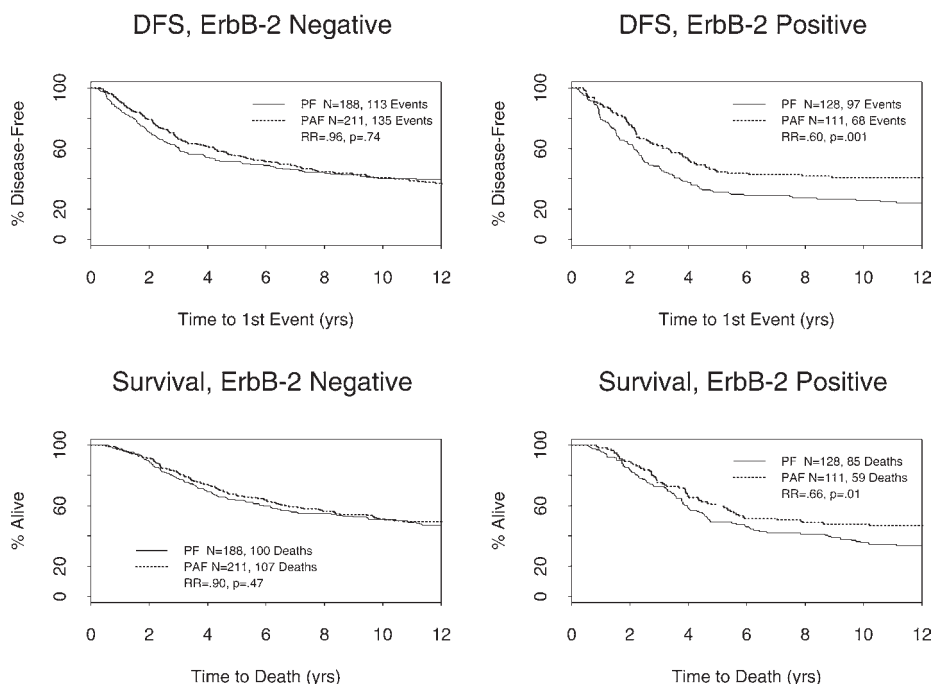 DFS, ErbB-2 Negative
% Disease-Free
100
60
40
20
0
PF N=188, 113 Events
PAF N=211, 135 Events
RR=.96, p=.74
0 2 4 6 8 10 12
Time to 1st Event (yrs)
DFS, ErbB-2 Positive
% Disease-Free
100
60
40
20
0
PF N=128, 97 Events
PAF N=111, 68 Events
RR=.60, p=.001
0 2 4 6 8 10 12
Time to 1st Event (yrs)
Survival, ErbB-2 Negative
% Alive
100
60
40
20
0
PF N=188, 100 Deaths
PAF N=211, 107 Deaths
RR=.90, p=.47
0 2 4 6 8 10 12
Time to Death (yrs)
Survival, ErbB-2 Positive
% Alive
100
60
40
20
0
PF N=128, 85 Deaths
PAF N=111, 59 Deaths
RR=.66, p=.01
0 2 4 6 8 10 12
Time to Death (yrs)